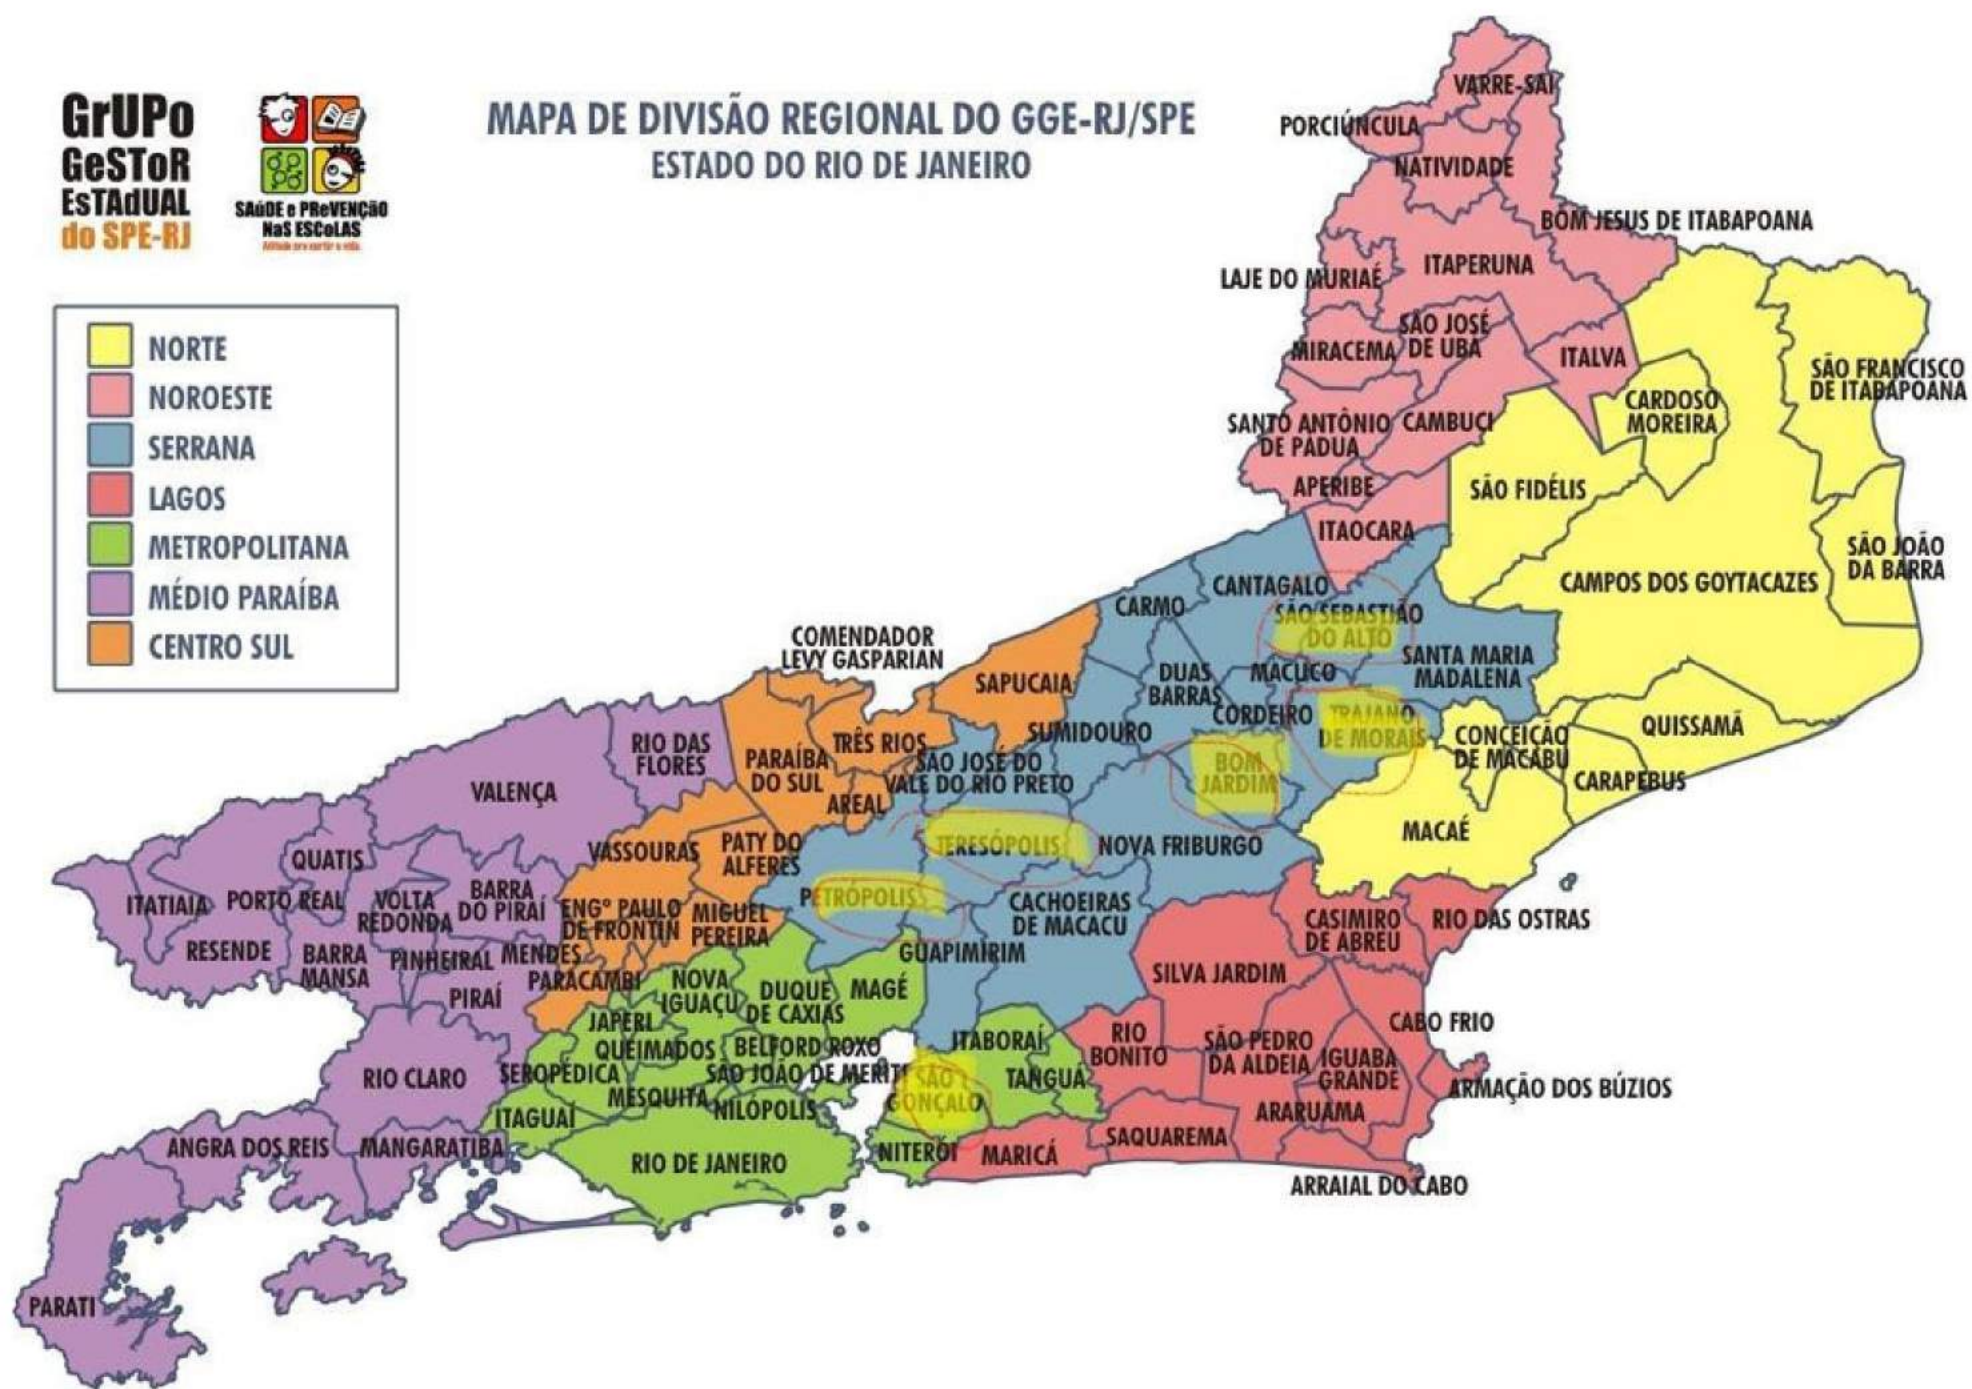 GrUPo
GeSToR
EsTAdUAL
do SPE-RJ
SAúDE e PReVENÇãO
NaS ESCoLAS
MAPA DE DIVISÃO REGIONAL DO GGE-RJ/SPE
ESTADO DO RIO DE JANEIRO
NORTE
NOROESTE
SERRANA
LAGOS
METROPOLITANA
MÉDIO PARAÍBA
CENTRO SUL
VARRE-SAI
PORCIÚNCULA
NATIVIDADE
BOM JESUS DE ITABAPOANA
ITAPERUNA
LAJE DO MURIAÉ
SÃO JOSÉ
DE UBÁ
MIRACEMA
ITALVA
SÃO FRANCISCO
DE ITABAPOANA
CARDOSO
MOREIRA
SANTO ANTÔNIO
DE PÁDUA
CAMBUCI
APERIBE
SÃO FIDÉLIS
ITAOCARA
SÃO JOÃO
DA BARRA
CAMPOS DOS GOYTACAZES
CANTAGALO
CARMO
SÃO SEBASTIÃO
DO ALTO
COMENDADOR
LEVY GASPARIAN
SANTA MARIA
MADALENA
SAPUCAIA
DUAS
BARRAS
MACUCO
CORDEIRO
TRAJANO
DE MORAIS
SUMIDOURO
CONCEIÇÃO
DE MACABU
QUISSAMÃ
CARAPEBUS
RIO DAS
FLORES
PARAÍBA
DO SUL
TRÊS RIOS
SÃO JOSÉ DO
VALE DO RIO PRETO
BOM
JARDIM
VALENÇA
AREAL
MACAÉ
VASSOURAS
PATY DO
ALFERES
TERESÓPOLIS
NOVA FRIBURGO
QUATIS
ITATIAIA
PORTO REAL
VOLTA
REDONDA
BARRA
DO PIRAÍ
ENGº PAULO
DE FRONTIN
MIGUEL
PEREIRA
PETRÓPOLIS
CACHOEIRAS
DE MACACU
CASIMIRO
DE ABREU
RIO DAS OSTRAS
RESENDE
BARRA
MANSA
PINHEIRAL
MENDES
GUAPIMIRIM
PARACAMBI
PIRAÍ
NOVA
IGUAÇU
DUQUE
DE CAXIAS
MAGÉ
SILVA JARDIM
JAPERI
ITABORAÍ
RIO
BONITO
SÃO PEDRO
DA ALDEIA
CABO FRIO
QUEIMADOS
BELFORD ROXO
IGUABA
GRANDE
RIO CLARO
SEROPÉDICA
SÃO JOÃO DE MERITI
SÃO
GONÇALO
TANGUÁ
ARMAÇÃO DOS BÚZIOS
MESQUITA
NILÓPOLIS
ITAGUAÍ
ARARUAMA
ANGRA DOS REIS
MANGARATIBA
RIO DE JANEIRO
NITERÓI
MARICÁ
SAQUAREMA
ARRAIAL DO CABO
PARATI